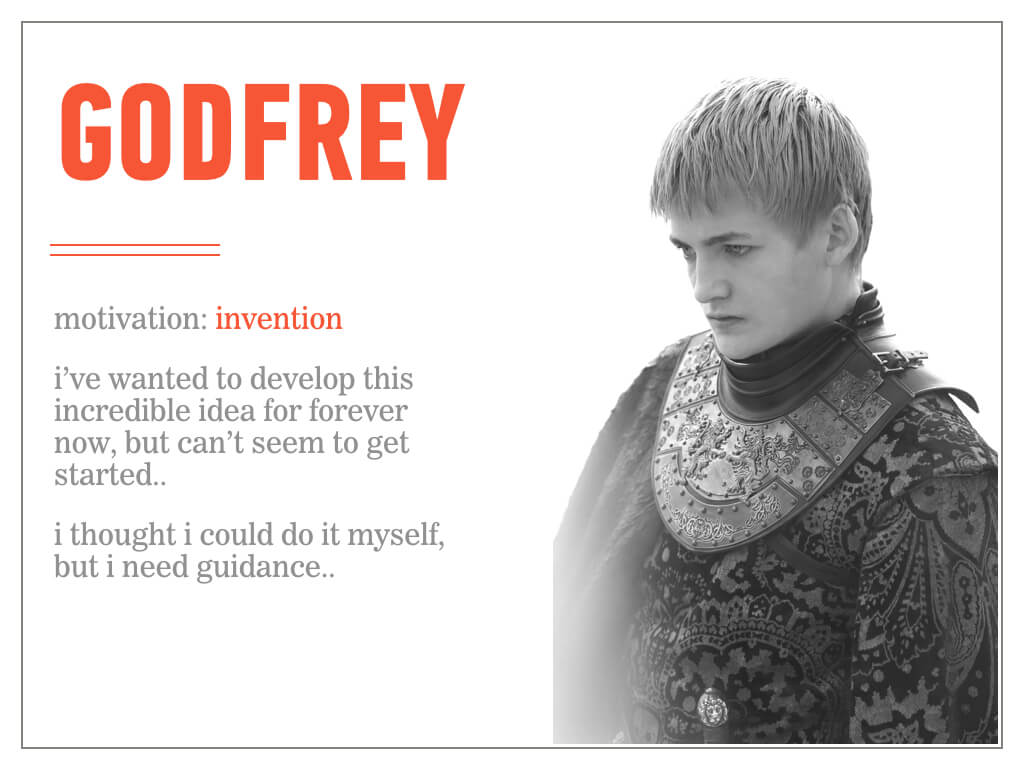 GODFREY
motivation: invention
i’ve wanted to develop this
incredible idea for forever
now, but can’t seem to get
started..
i thought i could do it myself,
but i need guidance..